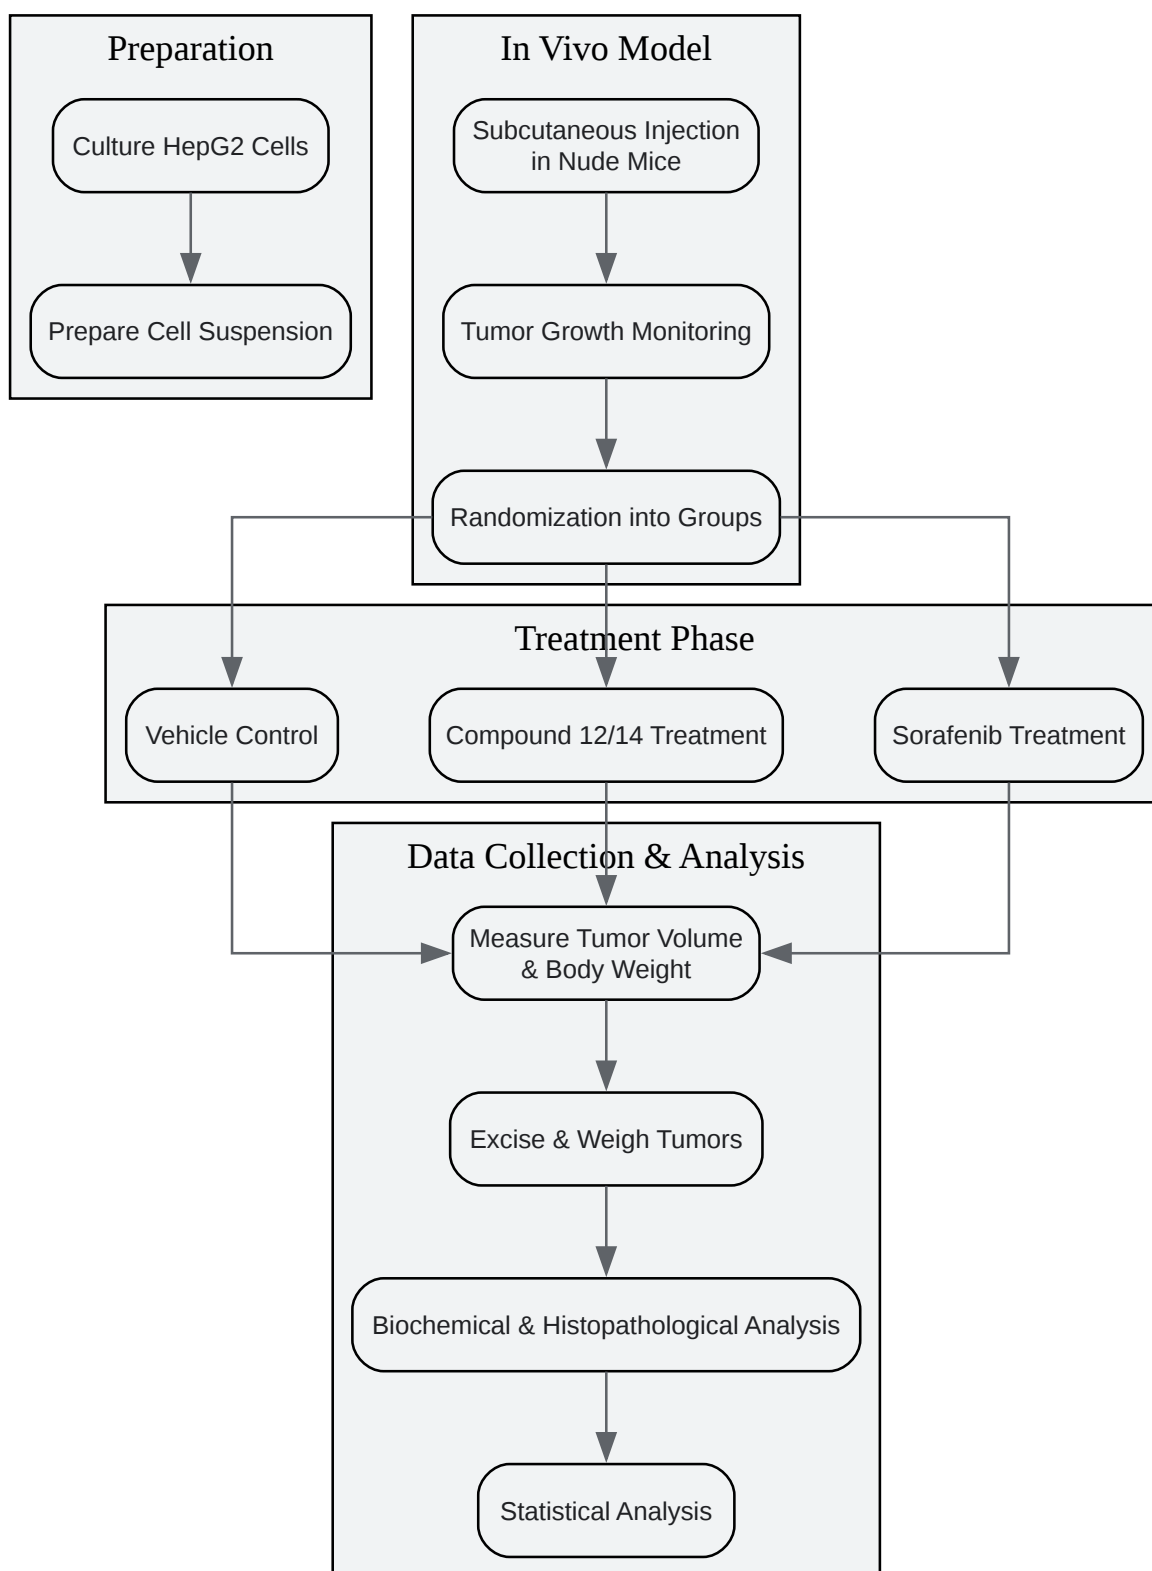 Preparation
Culture HepG2 Cells
Prepare Cell Suspension
In Vivo Model
Subcutaneous Injection
in Nude Mice
Tumor Growth Monitoring
Randomization into Groups
Treatment Phase
Vehicle Control
Compound 12/14 Treatment
Sorafenib Treatment
Data Collection & Analysis
Measure Tumor Volume
& Body Weight
Excise & Weigh Tumors
Biochemical & Histopathological Analysis
Statistical Analysis